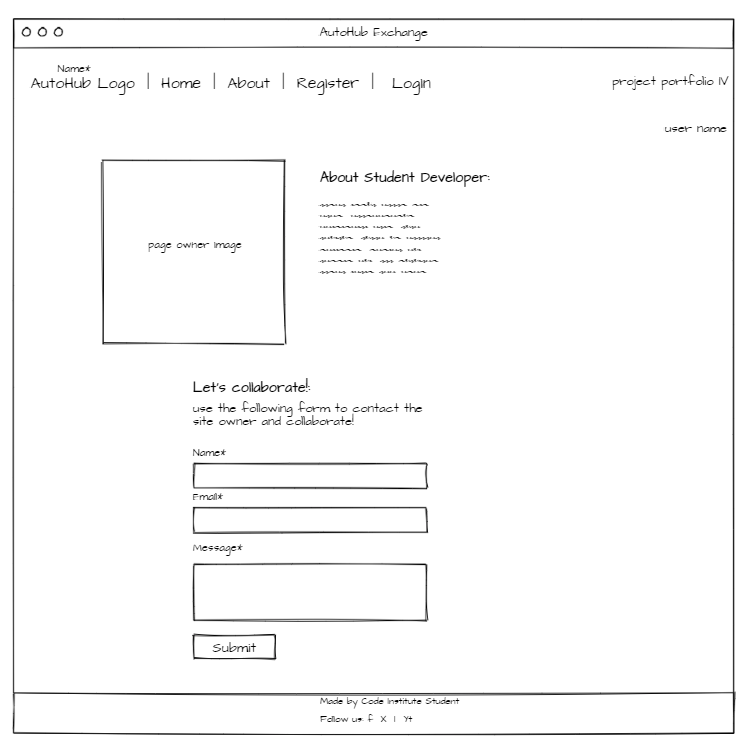 AutoHub Exchange
Name*
AutoHub Logo | Home | About | Register | Login
project portfolio IV
user name
page owner image
About Student Developer:
Let's collaborate!:
use the following form to contact the
site owner and collaborate!
Name*
Email*
Message*
Submit
Made by Code Institute Student
Follow us: f X I Yt